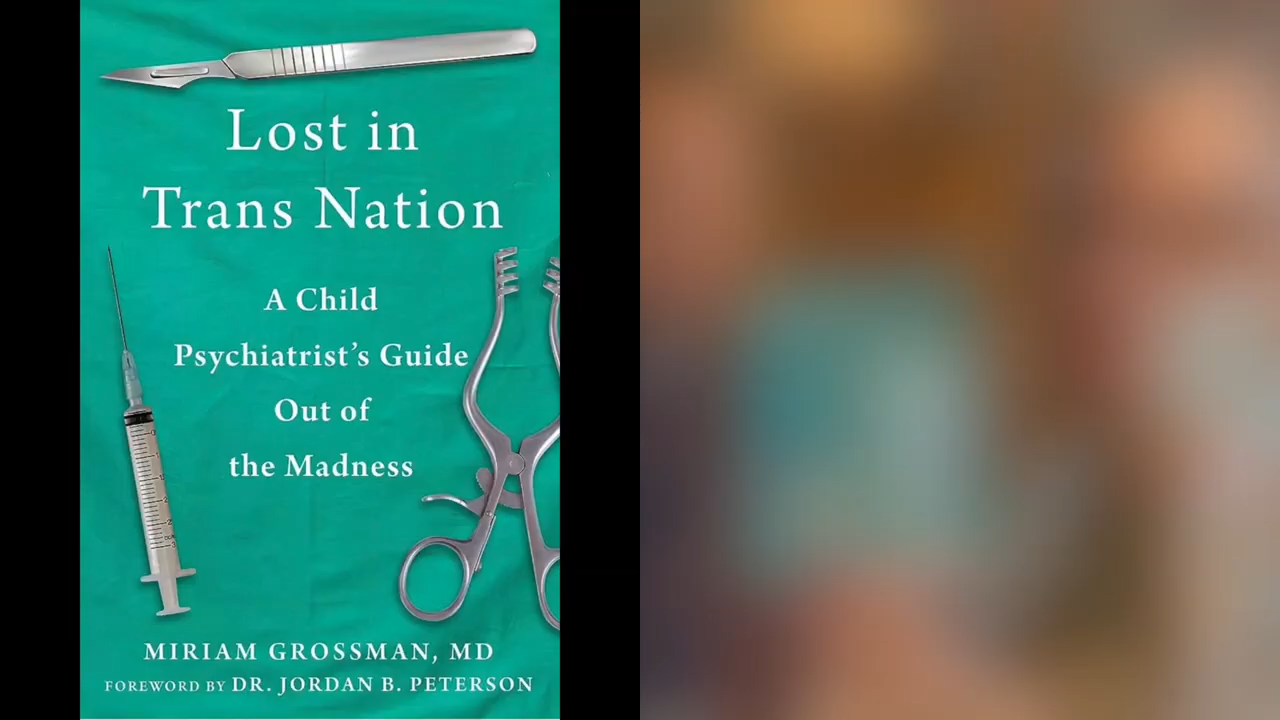 Lost in
Trans Nation
A Child
Psychiatrist's Guide
Out of
the Madness
MIRIAM GROSSMAN, MD
FOREWORD BY DR. JORDAN B. PETERSON